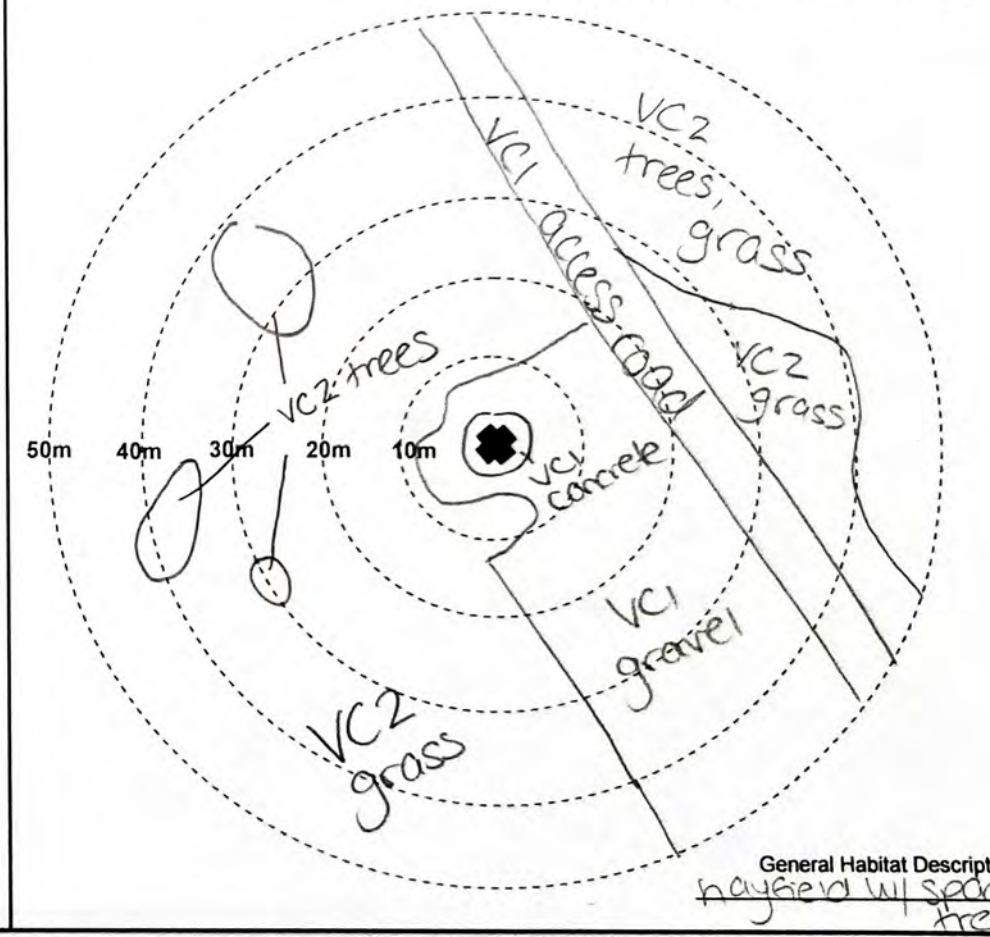 VC2
trees,
grass
VC1 access road
VC2 trees
VC2
grass
50m 40m 30m 20m 10m
VC1
concrete
VC1
gravel
VC2
grass
General Habitat Descript
hayfield w/
tre